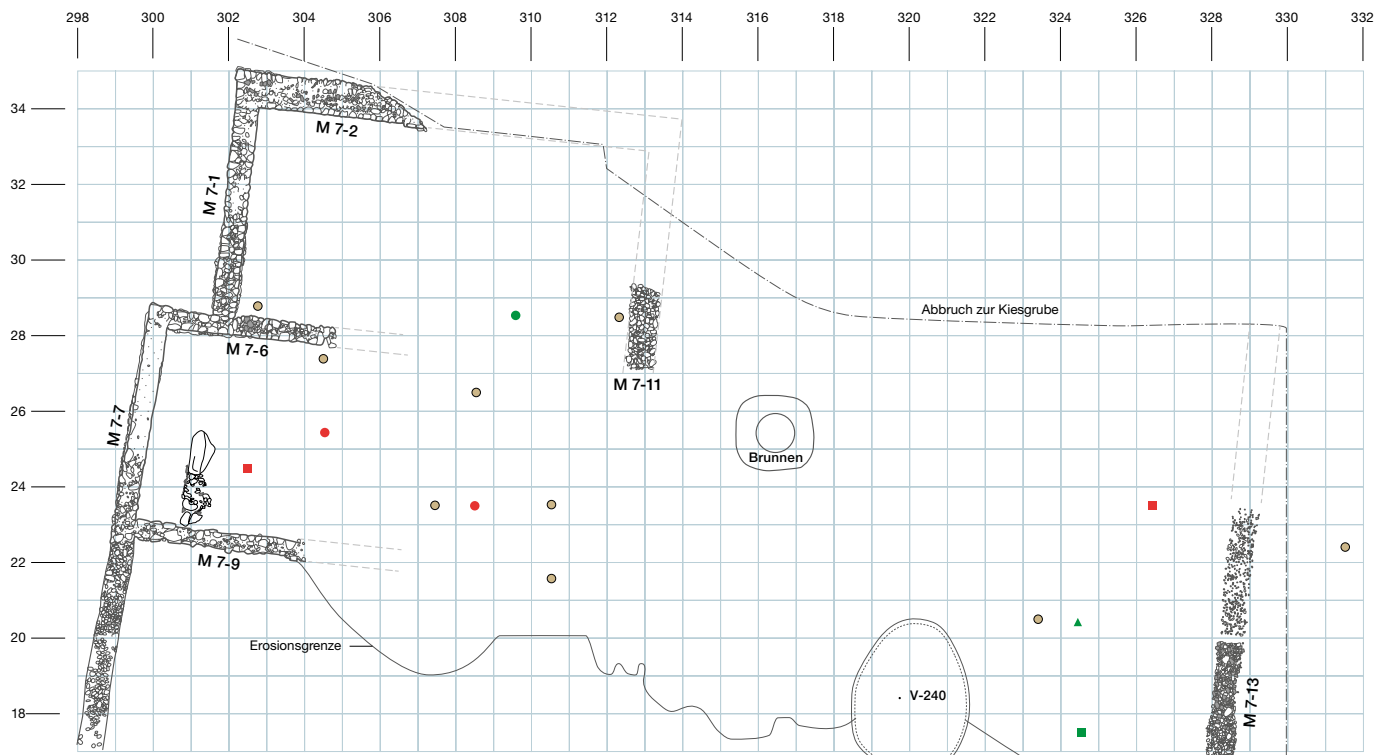 298 300 302 304 306 308 310 312 314 316 318 320 322 324 326 328 330 332
34
M 7-2
32
M 7-1
30
Abbruch zur Kiesgrube
28
M 7-6
M 7-11
26
M 7-7
Brunnen
24
22
M 7-9
20
Erosionsgrenze
V-240
M 7-13
18